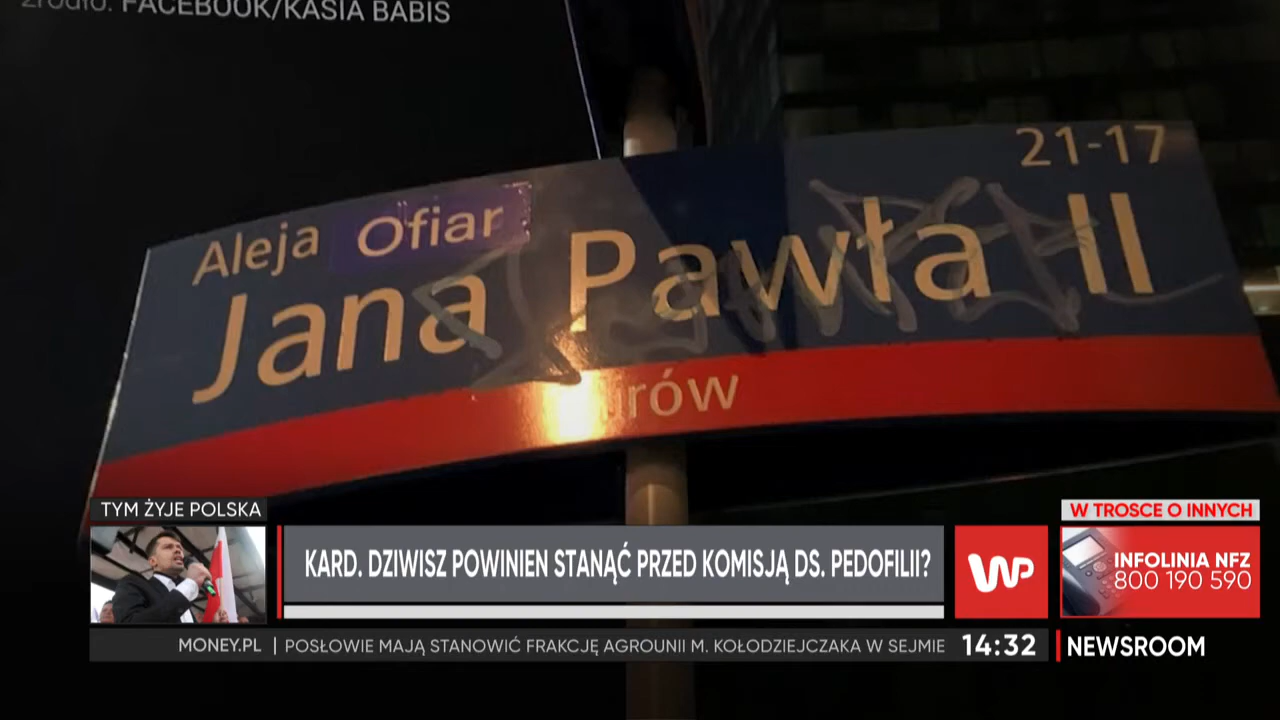 źródło: FACEBOOK/KASIA BABIS
21-17
Aleja Ofiar
Jana Pawła II
TYM ŻYJE POLSKA
W TROSCE O INNYCH
KARD. DZIWISZ POWINIEN STANĄĆ PRZED KOMISJĄ DS. PEDOFILII?
WP
INFOLINIA NFZ
800 190 590
MONEY.PL | POSŁOWIE MAJĄ STANOWIĆ FRAKCJĘ AGROUNII M. KOŁODZIEJCZAKA W SEJMIE 14:32
NEWSROOM